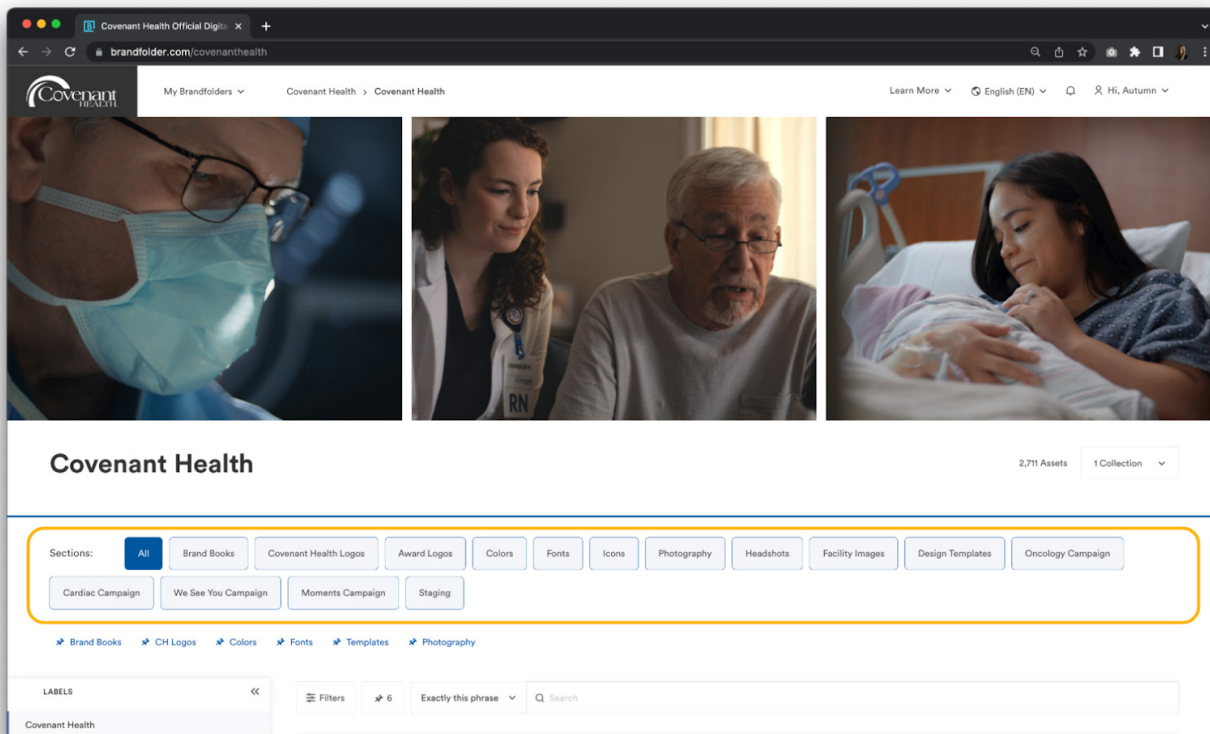 Covenant Health Official Digita
brandfolder.com/covenanthealth
Covenant
HEALTH
My Brandfolders
Covenant Health > Covenant Health
Learn More
English (EN)
Hi, Autumn
RN
Covenant Health
2,711 Assets
1 Collection
Sections:
All
Brand Books
Covenant Health Logos
Award Logos
Colors
Fonts
Icons
Photography
Headshots
Facility Images
Design Templates
Oncology Campaign
Cardiac Campaign
We See You Campaign
Moments Campaign
Staging
Brand Books
CH Logos
Colors
Fonts
Templates
Photography
LABELS
Filters
6
Exactly this phrase
Search
Covenant Health